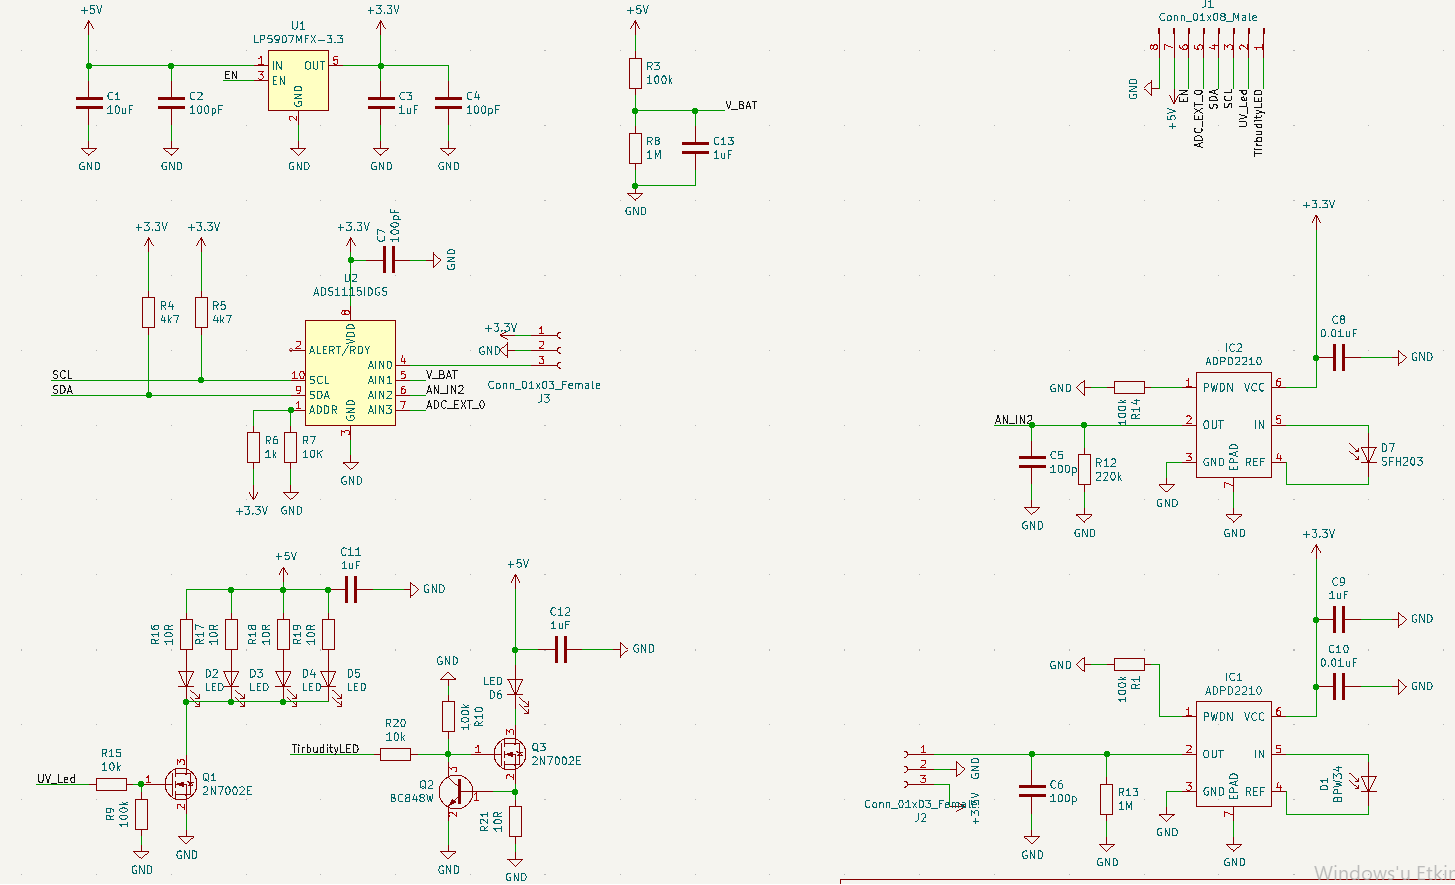 +5V
U1
LP5907MFX-3.3
+3.3V
1 IN OUT 5
EN 3 EN
GND
2
C1
10uF
C2
100pF
C3
1uF
C4
100pF
GND
GND
GND
GND
GND
+5V
R3
100k
V_BAT
R8
1M
C13
1uF
GND
J1
Conn_01x08_Male
8 7 6 5 4 3 2 1
GND
+5V
EN
ADC_EXT_0
SDA
SCL
UV_Led
TirbudityLED
+3.3V
+3.3V
R4
4k7
R5
4k7
SCL
SDA
+3.3V
C7
100pF
GND
U2
ADS1115IDGS
8
VDD
2 ALERT/RDY
10 SCL
9 SDA
1 ADDR
GND
3
AIN0 4
AIN1 5 V_BAT
AIN2 6 AN_IN2
AIN3 7 ADC_EXT_0
GND
R6
1k
R7
10K
+3.3V
GND
+3.3V 1
GND 2
3
Conn_01x03_Female
J3
+3.3V
C8
0.01uF
GND
IC2
ADPD2210
GND
100k
R14
1 PWDN VCC 6
2 OUT IN 5
3 GND REF 4
EPAD
7
AN_IN2
C5
100p
R12
220k
D7
SFH203
GND
GND
GND
GND
+5V
C11
1uF
GND
R16
10R
R17
10R
R18
10R
R19
10R
D2
LED
D3
LED
D4
LED
D5
LED
UV_Led
R15
10k
1
3
2
Q1
2N7002E
R9
100k
GND
GND
+5V
C12
1uF
GND
LED
D6
GND
100k
R10
TirbudityLED
R20
10k
1
3
2
Q3
2N7002E
Q2
BC848W
3
1
2
R21
10R
GND
GND
+3.3V
C9
1uF
GND
C10
0.01uF
GND
IC1
ADPD2210
GND
100k
R1
1 PWDN VCC 6
2 OUT IN 5
3 GND REF 4
EPAD
7
1
2 GND
3
+3.3V
Conn_01x03_Female
J2
C6
100p
R13
1M
D1
BPW34
GND
GND
GND
GND
Windows'u Etkin